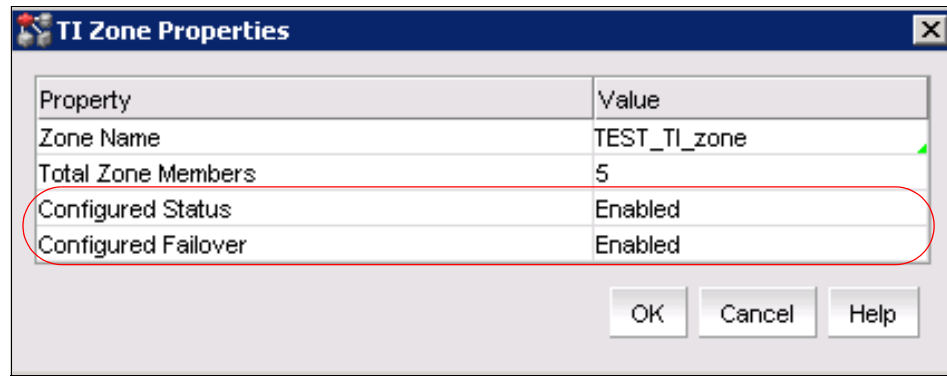 TI Zone Properties
Property Value
Zone Name TEST_TI_zone
Total Zone Members 5
Configured Status Enabled
Configured Failover Enabled
OK Cancel Help